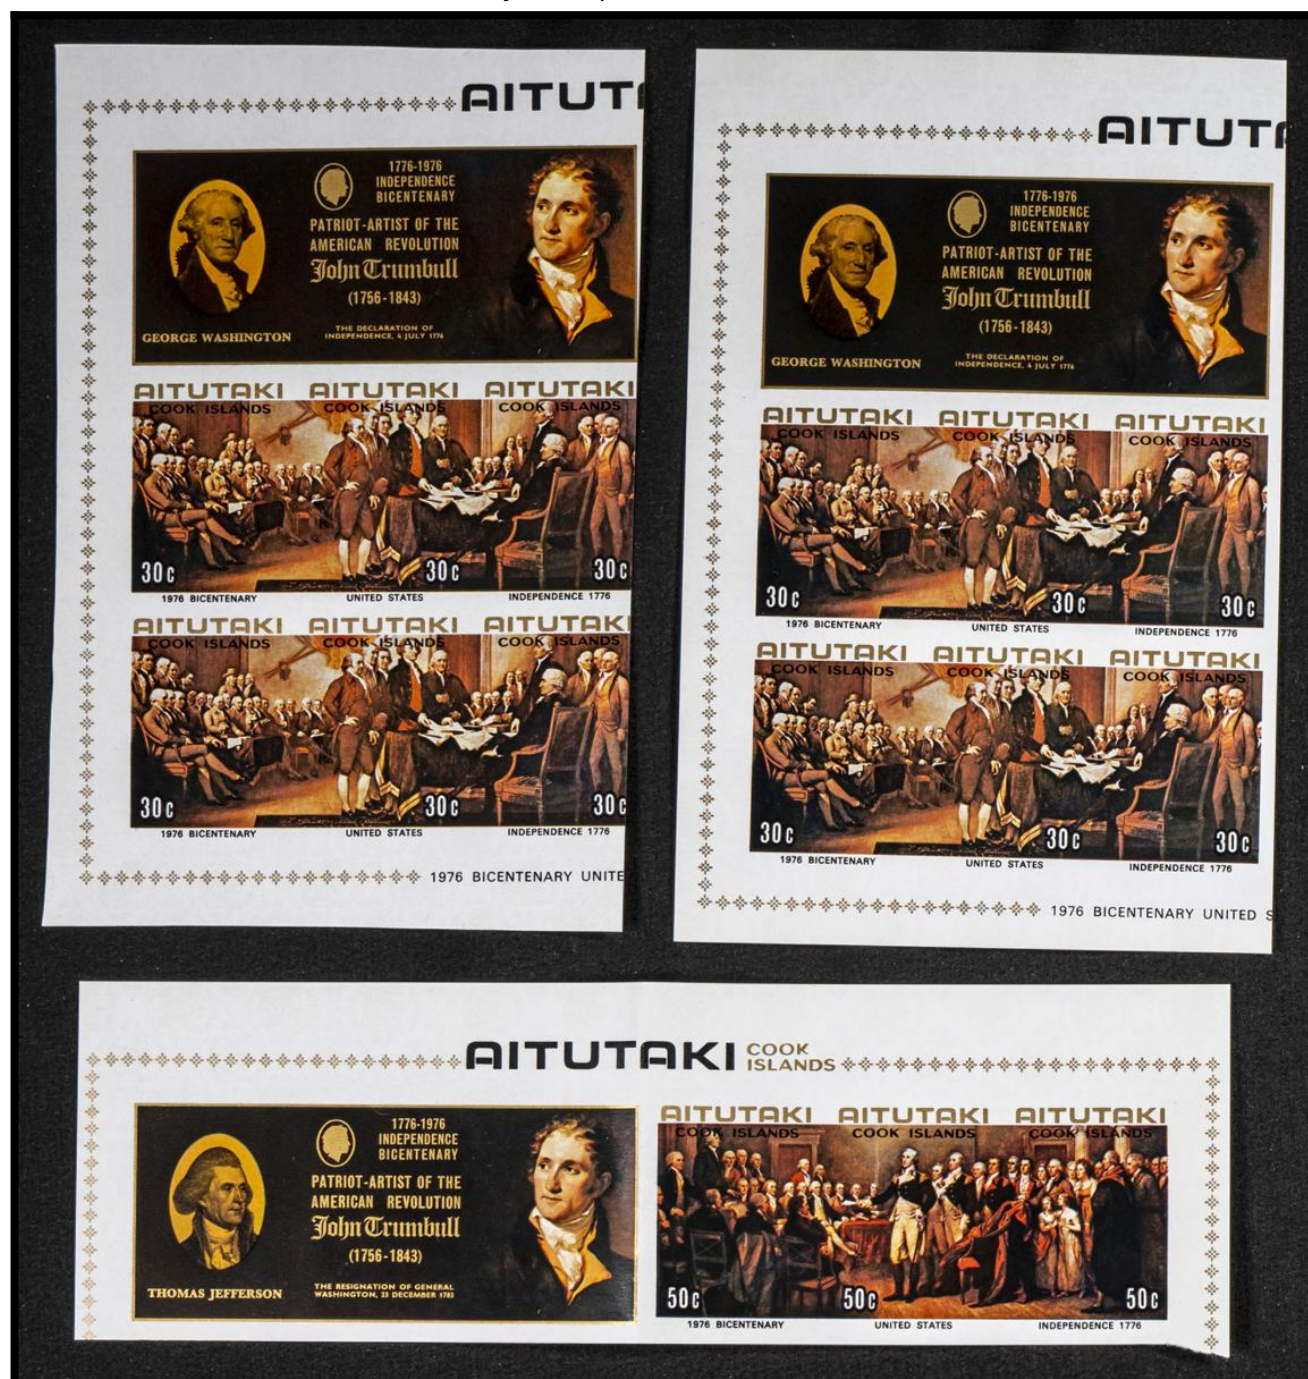 AITUT
1776-1976
INDEPENDENCE
BICENTENARY
PATRIOT-ARTIST OF THE
AMERICAN REVOLUTION
John Trumbull
(1756-1843)
GEORGE WASHINGTON
THE DECLARATION OF
INDEPENDENCE, 4 JULY 1776
AITUTAKI AITUTAKI AITUTAKI
COOK ISLANDS COOK ISLANDS COOK ISLANDS
30c 30c 30c
1976 BICENTENARY UNITED STATES INDEPENDENCE 1776
AITUTAKI AITUTAKI AITUTAKI
COOK ISLANDS COOK ISLANDS COOK ISLANDS
30c 30c 30c
1976 BICENTENARY UNITED STATES INDEPENDENCE 1776
1976 BICENTENARY UNITE
AITUTA
1776-1976
INDEPENDENCE
BICENTENARY
PATRIOT-ARTIST OF THE
AMERICAN REVOLUTION
John Trumbull
(1756-1843)
GEORGE WASHINGTON
THE DECLARATION OF
INDEPENDENCE, 4 JULY 1776
AITUTAKI AITUTAKI AITUTAKI
COOK ISLANDS COOK ISLANDS COOK ISLANDS
30c 30c 30c
1976 BICENTENARY UNITED STATES INDEPENDENCE 1776
AITUTAKI AITUTAKI AITUTAKI
COOK ISLANDS COOK ISLANDS COOK ISLANDS
30c 30c 30c
1976 BICENTENARY UNITED STATES INDEPENDENCE 1776
1976 BICENTENARY UNITED S
AITUTAKI COOK
ISLANDS
1776-1976
INDEPENDENCE
BICENTENARY
PATRIOT-ARTIST OF THE
AMERICAN REVOLUTION
John Trumbull
(1756-1843)
THOMAS JEFFERSON
THE RESIGNATION OF GENERAL
WASHINGTON, 23 DECEMBER 1783
AITUTAKI AITUTAKI AITUTAKI
COOK ISLANDS COOK ISLANDS COOK ISLANDS
50c 50c 50c
1976 BICENTENARY UNITED STATES INDEPENDENCE 1776